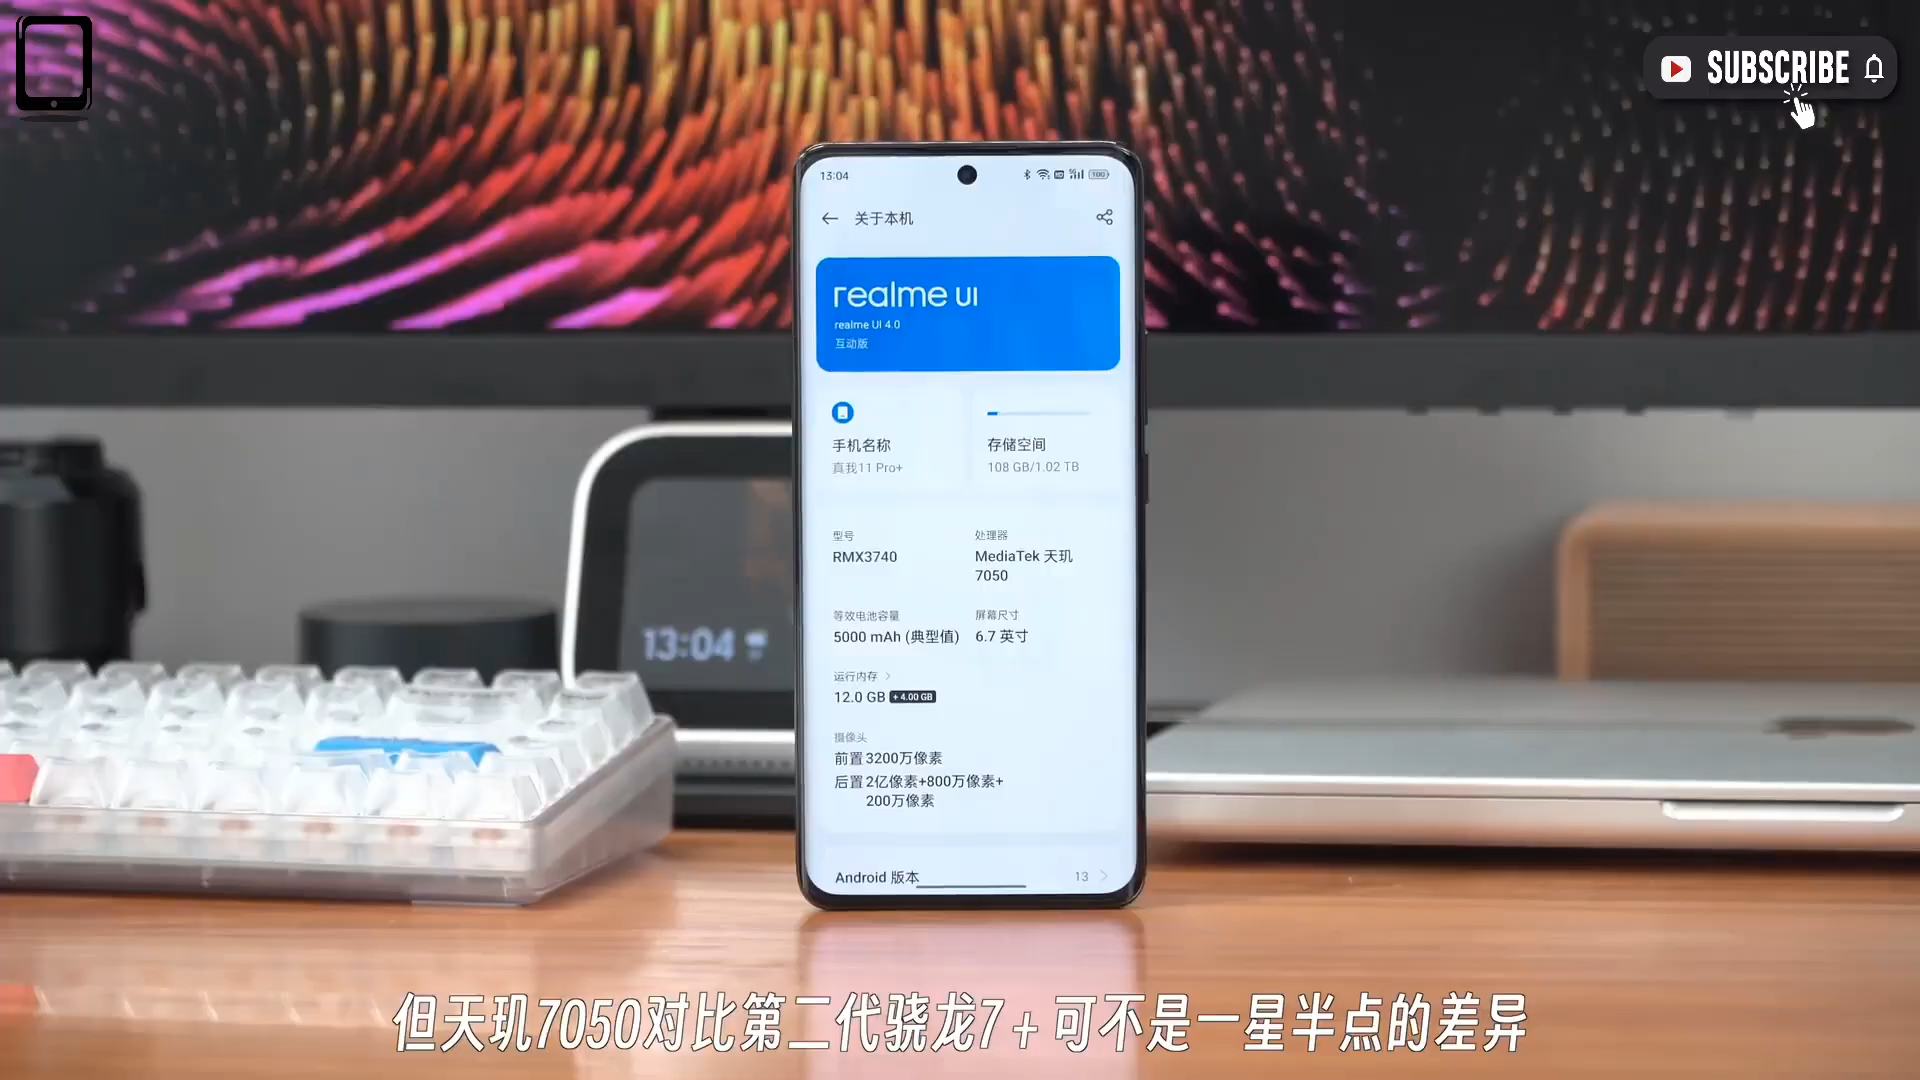 SUBSCRIBE
13:04
100
关于本机
realme UI
realme UI 4.0
互动版
手机名称
真我11 Pro+
存储空间
108 GB/1.02 TB
型号
RMX3740
处理器
MediaTek 天玑
7050
等效电池容量
5000 mAh (典型值)
屏幕尺寸
6.7 英寸
运行内存
12.0 GB + 4.00 GB
摄像头
前置 3200万像素
后置 2亿像素+800万像素+
200万像素
Android 版本
13
13:04
但天玑7050对比第二代骁龙7+可不是一星半点的差异